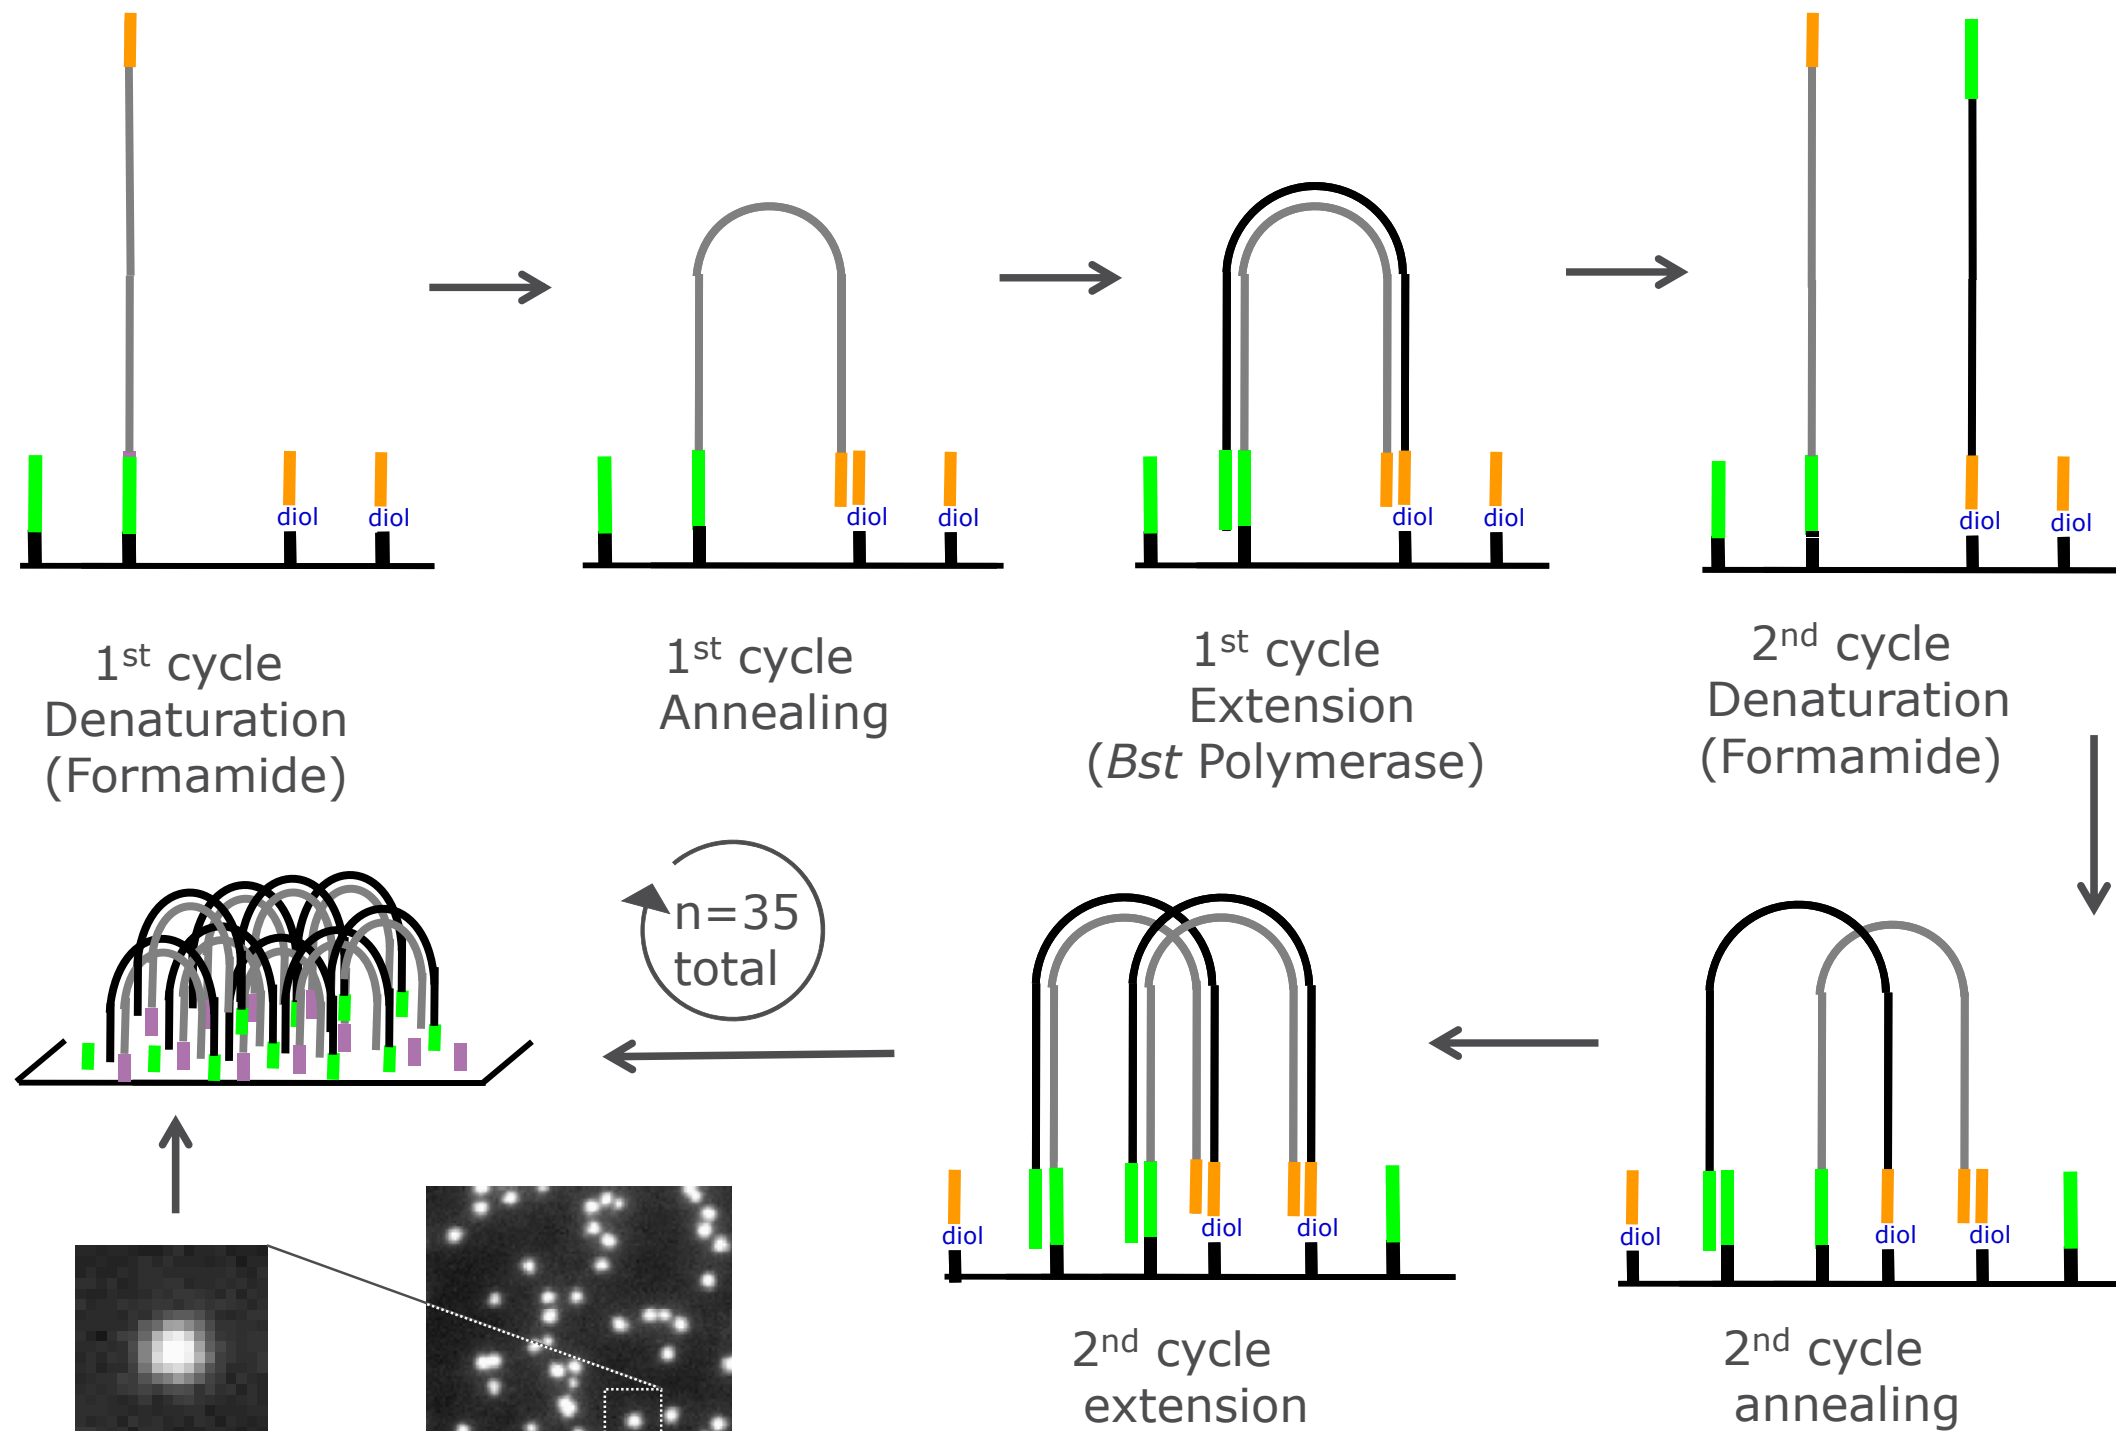 diol diol
diol diol
diol diol
diol diol
1st cycle
Denaturation
(Formamide)
1st cycle
Annealing
1st cycle
Extension
(Bst Polymerase)
2nd cycle
Denaturation
(Formamide)
n=35
total
diol diol diol
diol diol diol
2nd cycle
extension
2nd cycle
annealing